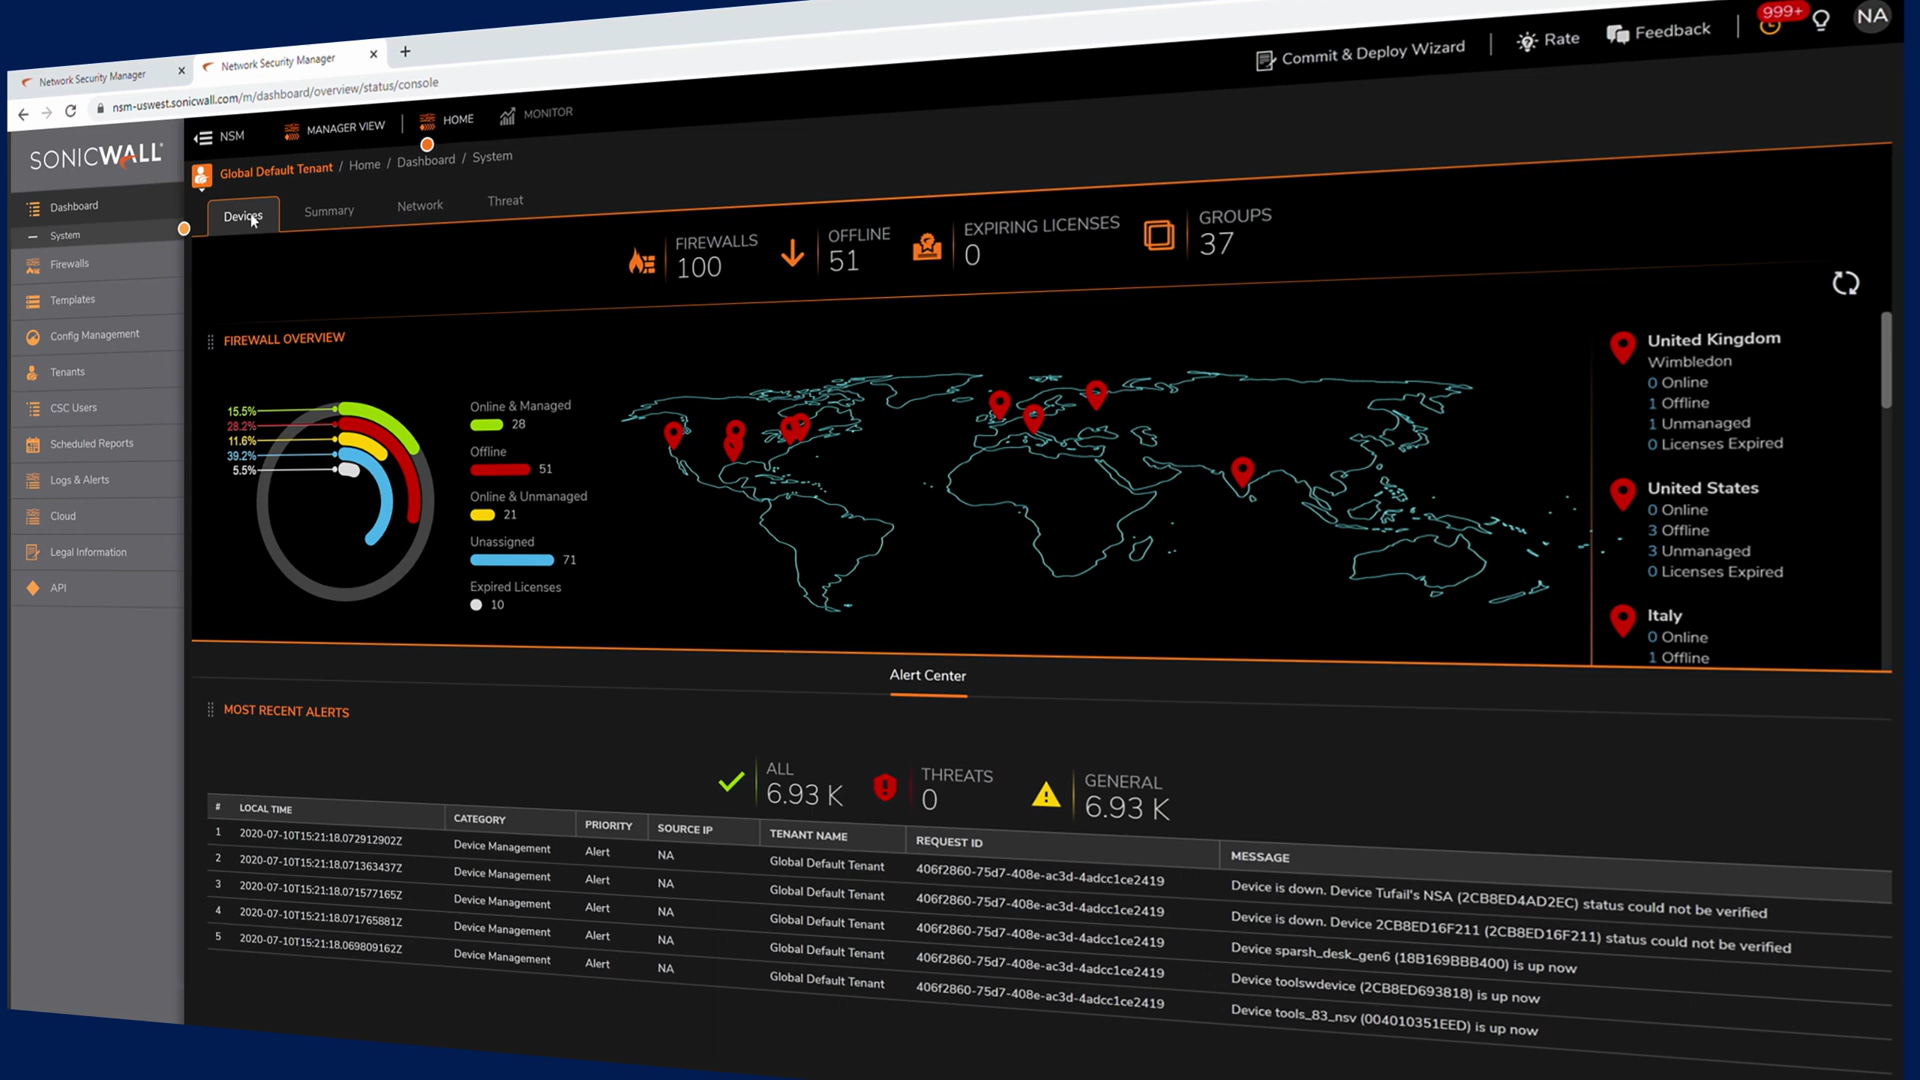 Network Security Manager
Network Security Manager
nsm-uswest.sonicwall.com/m/dashboard/overview/status/console
Commit & Deploy Wizard
Rate
Feedback
999+
NA
SONICWALL
NSM
MANAGER VIEW
HOME
MONITOR
Global Default Tenant / Home / Dashboard / System
Devices
Summary
Network
Threat
Dashboard
System
Firewalls
Templates
Config Management
Tenants
CSC Users
Scheduled Reports
Logs & Alerts
Cloud
Legal Information
API
FIREWALLS
100
OFFLINE
51
EXPIRING LICENSES
0
GROUPS
37
FIREWALL OVERVIEW
15.5%
28.2%
11.6%
39.2%
5.5%
Online & Managed
28
Offline
51
Online & Unmanaged
21
Unassigned
71
Expired Licenses
10
United Kingdom
Wimbledon
0 Online
1 Offline
1 Unmanaged
0 Licenses Expired
United States
0 Online
3 Offline
3 Unmanaged
0 Licenses Expired
Italy
0 Online
1 Offline
Alert Center
MOST RECENT ALERTS
ALL
6.93 K
THREATS
0
GENERAL
6.93 K
# LOCAL TIME CATEGORY PRIORITY SOURCE IP TENANT NAME REQUEST ID MESSAGE
1 2020-07-10T15:21:18.072912902Z Device Management Alert NA Global Default Tenant 406f2860-75d7-408e-ac3d-4adcc1ce2419 Device is down. Device Tufail's NSA (2CB8ED4AD2EC) status could not be verified
2 2020-07-10T15:21:18.071363437Z Device Management Alert NA Global Default Tenant 406f2860-75d7-408e-ac3d-4adcc1ce2419 Device is down. Device 2CB8ED16F211 (2CB8ED16F211) status could not be verified
3 2020-07-10T15:21:18.071577165Z Device Management Alert NA Global Default Tenant 406f2860-75d7-408e-ac3d-4adcc1ce2419 Device sparsh_desk_gen6 (18B169BBB400) is up now
4 2020-07-10T15:21:18.071765881Z Device Management Alert NA Global Default Tenant 406f2860-75d7-408e-ac3d-4adcc1ce2419 Device toolswdevice (2CB8ED693818) is up now
5 2020-07-10T15:21:18.069809162Z Device Management Alert NA Global Default Tenant 406f2860-75d7-408e-ac3d-4adcc1ce2419 Device tools_83_nsv (004010351EED) is up now